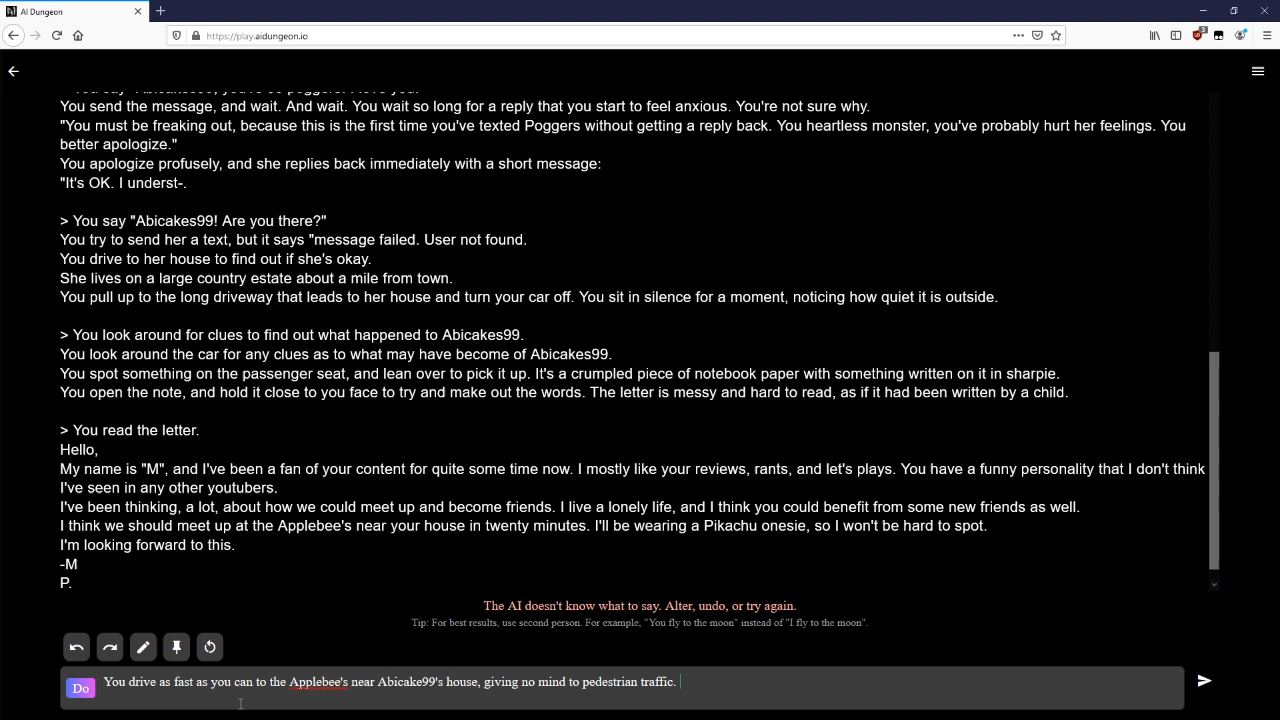 AI Dungeon
https://play.aidungeon.io
You send the message, and wait. And wait. You wait so long for a reply that you start to feel anxious. You're not sure why.
"You must be freaking out, because this is the first time you've texted Poggers without getting a reply back. You heartless monster, you've probably hurt her feelings. You
better apologize."
You apologize profusely, and she replies back immediately with a short message:
"It's OK. I underst-.
> You say "Abicakes99! Are you there?"
You try to send her a text, but it says "message failed. User not found.
You drive to her house to find out if she's okay.
She lives on a large country estate about a mile from town.
You pull up to the long driveway that leads to her house and turn your car off. You sit in silence for a moment, noticing how quiet it is outside.
> You look around for clues to find out what happened to Abicakes99.
You look around the car for any clues as to what may have become of Abicakes99.
You spot something on the passenger seat, and lean over to pick it up. It's a crumpled piece of notebook paper with something written on it in sharpie.
You open the note, and hold it close to you face to try and make out the words. The letter is messy and hard to read, as if it had been written by a child.
> You read the letter.
Hello,
My name is "M", and I've been a fan of your content for quite some time now. I mostly like your reviews, rants, and let's plays. You have a funny personality that I don't think
I've seen in any other youtubers.
I've been thinking, a lot, about how we could meet up and become friends. I live a lonely life, and I think you could benefit from some new friends as well.
I think we should meet up at the Applebee's near your house in twenty minutes. I'll be wearing a Pikachu onesie, so I won't be hard to spot.
I'm looking forward to this.
-M
P.
The AI doesn't know what to say. Alter, undo, or try again.
Tip: For best results, use second person. For example, "You fly to the moon" instead of "I fly to the moon".
Do You drive as fast as you can to the Applebee's near Abicake99's house, giving no mind to pedestrian traffic.